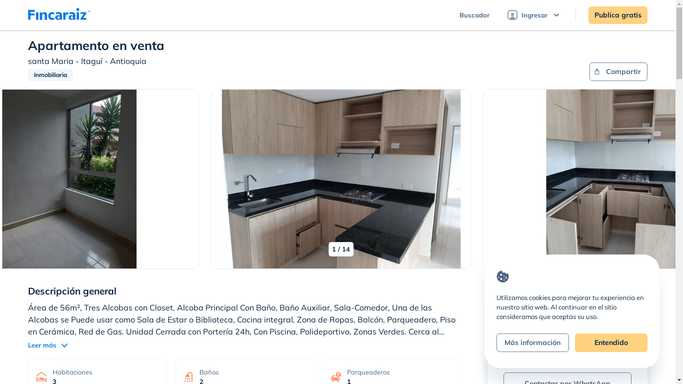 Fincaraiz
Buscador
Ingresar
Publica gratis
Apartamento en venta
santa Maria - Itaguí - Antioquia
Inmobiliaria
Compartir
1 / 14
Descripción general
Área de 56m², Tres Alcobas con Closet, Alcoba Principal Con Baño, Baño Auxiliar, Sala-Comedor, Una de las
Alcobas se Puede usar como Sala de Estar o Biblioteca, Cocina integral, Zona de Ropas, Balcón, Parqueadero, Piso
en Cerámica, Red de Gas. Unidad Cerrada con Portería 24h, Con Piscina, Polideportivo, Zonas Verdes. Cerca al...
Leer más
Habitaciones
3
Baños
2
Parqueaderos
1
Utilizamos cookies para mejorar tu experiencia en
nuestro sitio web. Al continuar en el sitio
consideramos que aceptas su uso.
Más información
Entendido
Contactar por WhatsApp